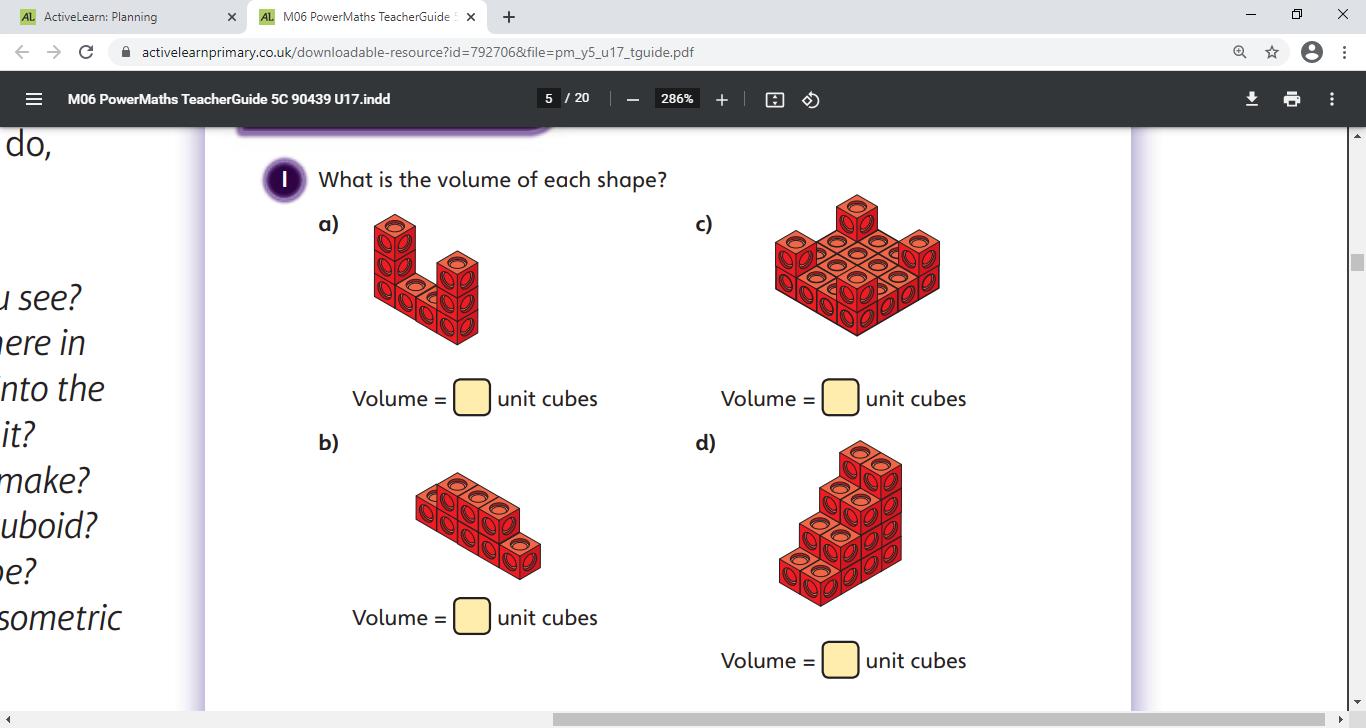 ActiveLearn: Planning
M06 PowerMaths TeacherGuide 5
activelearnprimary.co.uk/downloadable-resource?id=792706&file=pm_y5_u17_tguide.pdf
M06 PowerMaths TeacherGuide 5C 90439 U17.indd
5 / 20
286%
do,
u see?
ere in
into the
it?
make?
uboid?
pe?
sometric
1 What is the volume of each shape?
a)
Volume = unit cubes
b)
Volume = unit cubes
c)
Volume = unit cubes
d)
Volume = unit cubes